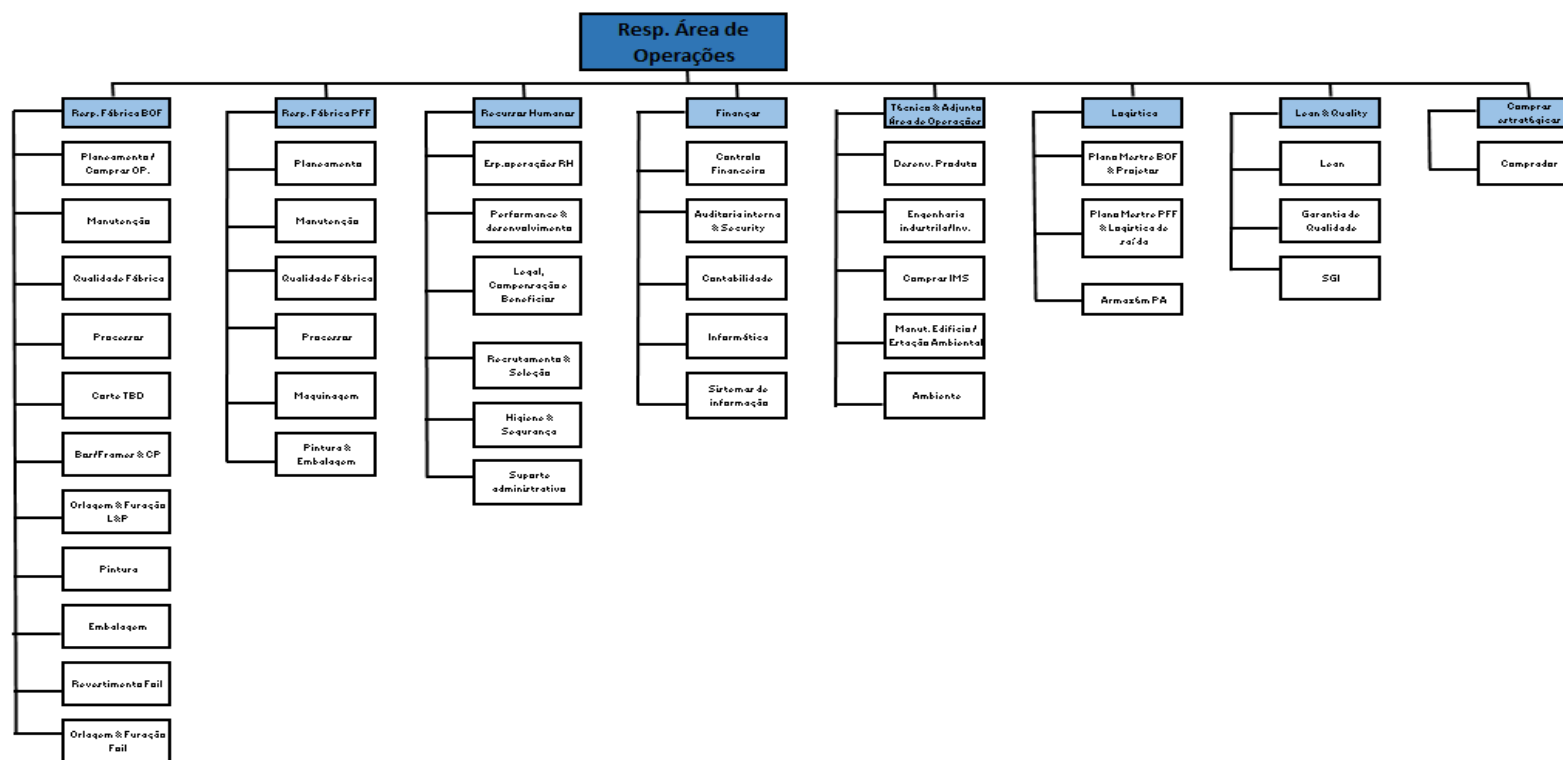 Resp. Área de
Operações
Resp. Fábrica BOF
Planeamento /
Compras OP.
Manutenção
Qualidade Fábrica
Processos
Corte TBD
Bos/Frames & CP
Orlagem & Furação
L&P
Pintura
Embalagem
Revestimento Foil
Orlagem & Furação
Foil
Resp. Fábrica PFF
Planeamento
Manutenção
Qualidade Fábrica
Processos
Maquinagem
Pintura &
Embalagem
Recursos Humanos
Esp.operações RH
Performance &
desenvolvimento
Legal,
Compensação e
Benefícios
Recrutamento &
Seleção
Higiene &
Segurança
Suporte
administrativo
Finanças
Controlo
Financeiro
Auditoria interna
& Security
Contabilidade
Informática
Sistemas de
informação
Técnico & Adjunto
Área de Operações
Desenv. Produto
Engenharia
industrila/Inv.
Compras IMS
Manut. Edifício /
Estação Ambiental
Ambiente
Logística
Plano Mestre BOF
& Projetos
Plano Mestre PFF
& Logística de
saída
Armazém PA
Lean & Quality
Lean
Garantia de
Qualidade
SGI
Compras
estratégicas
Comprador